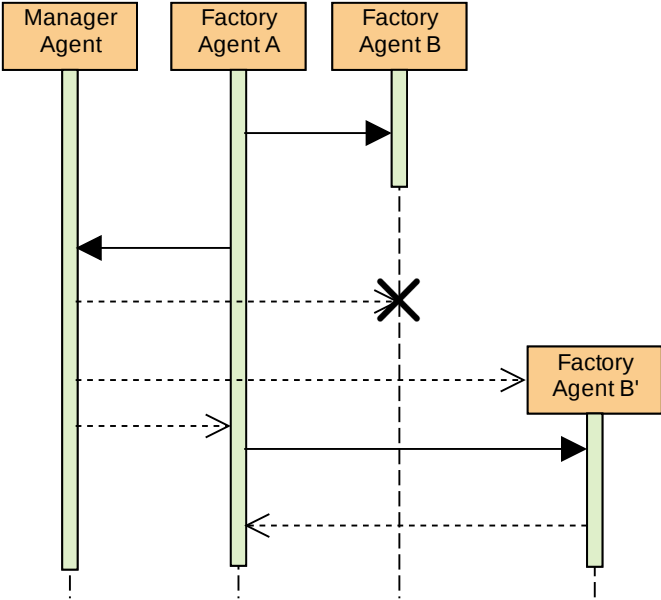 Manager
Agent
Factory
Agent A
Factory
Agent B
Factory
Agent B'